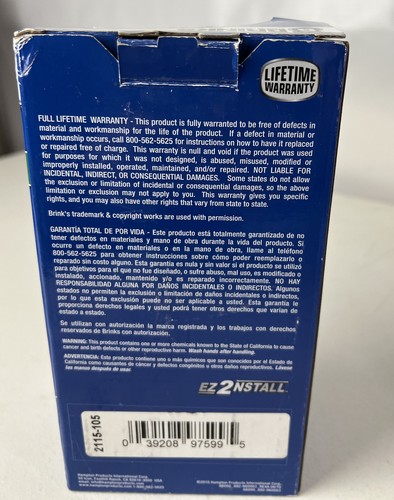 LIFETIME
WARRANTY
FULL LIFETIME WARRANTY - This product is fully warranted to be free of defects in
material and workmanship for the life of the product. If a defect in material or
workmanship occurs, call 800-562-5625 for instructions on how to have it replaced
or repaired free of charge. This warranty is null and void if the product was used
for purposes for which it was not designed, is abused, misused, modified or
improperly installed, operated, maintained, and/or repaired. NOT LIABLE FOR
INCIDENTAL, INDIRECT, OR CONSEQUENTIAL DAMAGES. Some states do not allow
the exclusion or limitation of incidental or consequential damages, so the above
limitation or exclusion may not apply to you. This warranty gives you specific
rights, and you may also have other rights that vary from state to state.
Brink's trademark & copyright works are used with permission.
GARANTÍA TOTAL DE POR VIDA - Este producto está totalmente garantizado de no
tener defectos en materiales y mano de obra durante la vida del producto. Si
ocurre un defecto en materiales o en la mano de obra, llame al teléfono
800-562-5625 para obtener instrucciones sobre cómo poder reemplazarlo o
reparado sin costo alguno. Esta garantía es nula y sin valor si el producto se utilizó
para objetivos para el que no fue diseñado, o sufre abuso, mal uso, es modificado o
instalado, accionado, mantenido y/o es reparado incorrectamente. NO HAY
RESPONSABILIDAD ALGUNA POR DAÑOS INCIDENTALES O INDIRECTOS. Algunos
estados no permiten la exclusión o limitación de daños incidentales o indirectos,
por lo que esta exclusión puede no ser aplicable a usted. Esta garantía le
proporciona derechos legales y usted podrá tener otros derechos que varían de
estado a estado.
Se utilizan con autorización la marca registrada y los trabajos con derechos
reservados de Brinks con autorización.
WARNING: This product contains one or more chemicals known to the State of California to cause
cancer and birth defects or other reproductive harm. Wash hands after handling.
ADVERTENCIA: Este producto contiene uno o más químicos que son conocidos por el Estado de
California como causantes de cáncer y defectos congénitos o otros daños reproductivos. Lávese
las manos después de usar.
EZ2NSTALL
2115-105
0 39208 97599 5
Hampton Products International Corp.
50 Icon, Foothill Ranch, CA 92610-3000 USA